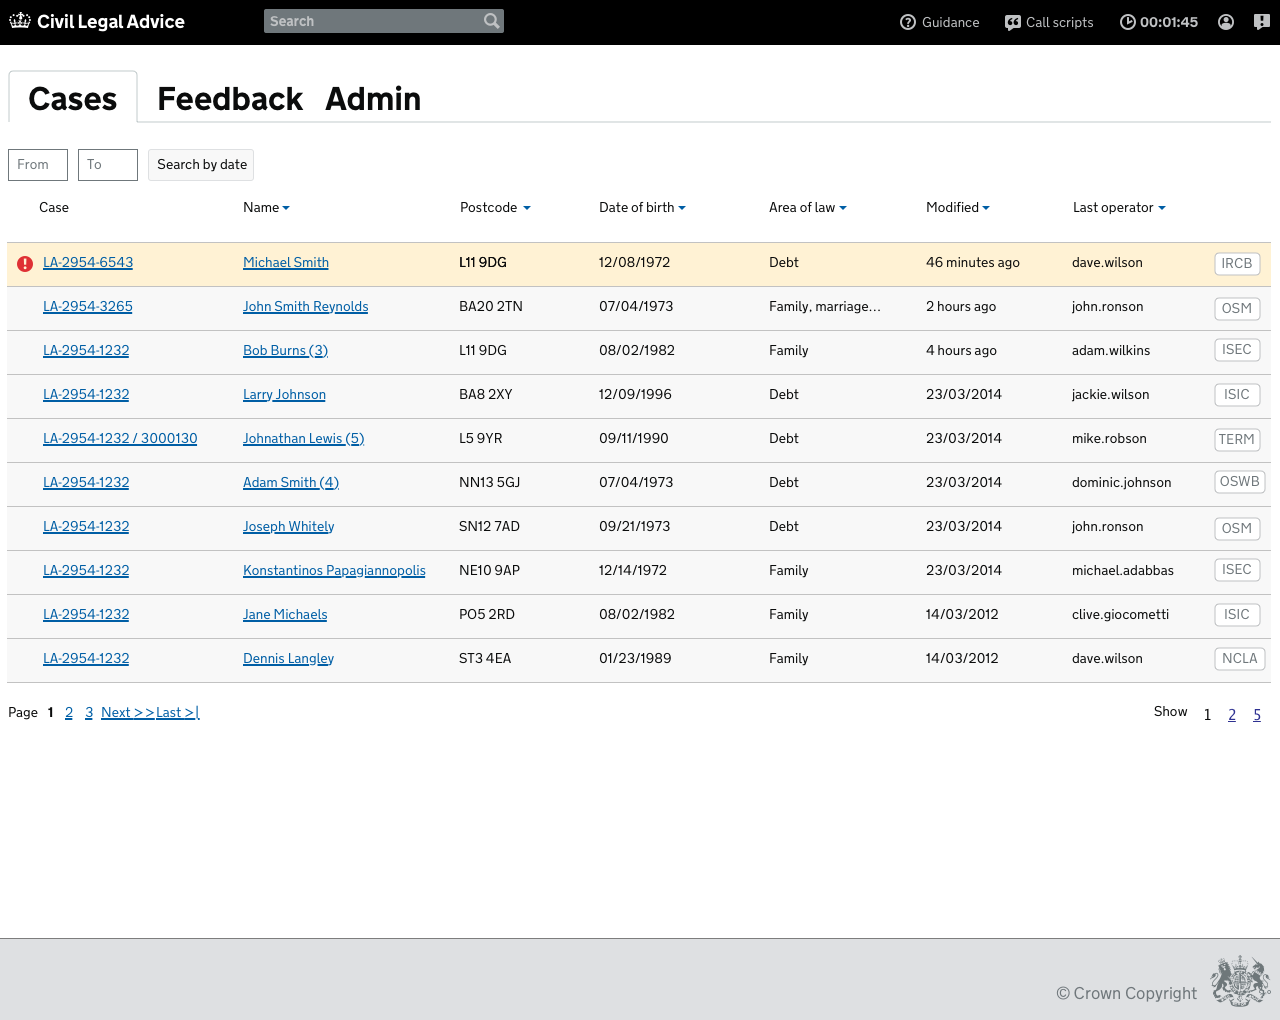 Civil Legal Advice Search Guidance Call scripts 00:01:45
Cases Feedback Admin
From To Search by date
Case Name Postcode Date of birth Area of law Modified Last operator
LA-2954-6543 Michael Smith L11 9DG 12/08/1972 Debt 46 minutes ago dave.wilson IRCB
LA-2954-3265 John Smith Reynolds BA20 2TN 07/04/1973 Family, marriage... 2 hours ago john.ronson OSM
LA-2954-1232 Bob Burns (3) L11 9DG 08/02/1982 Family 4 hours ago adam.wilkins ISEC
LA-2954-1232 Larry Johnson BA8 2XY 12/09/1996 Debt 23/03/2014 jackie.wilson ISIC
LA-2954-1232 / 3000130 Johnathan Lewis (5) L5 9YR 09/11/1990 Debt 23/03/2014 mike.robson TERM
LA-2954-1232 Adam Smith (4) NN13 5GJ 07/04/1973 Debt 23/03/2014 dominic.johnson OSWB
LA-2954-1232 Joseph Whitely SN12 7AD 09/21/1973 Debt 23/03/2014 john.ronson OSM
LA-2954-1232 Konstantinos Papagiannopolis NE10 9AP 12/14/1972 Family 23/03/2014 michael.adabbas ISEC
LA-2954-1232 Jane Michaels PO5 2RD 08/02/1982 Family 14/03/2012 clive.giocometti ISIC
LA-2954-1232 Dennis Langley ST3 4EA 01/23/1989 Family 14/03/2012 dave.wilson NCLA
Page 1 2 3 Next >> Last >| Show 1 2 5
© Crown Copyright